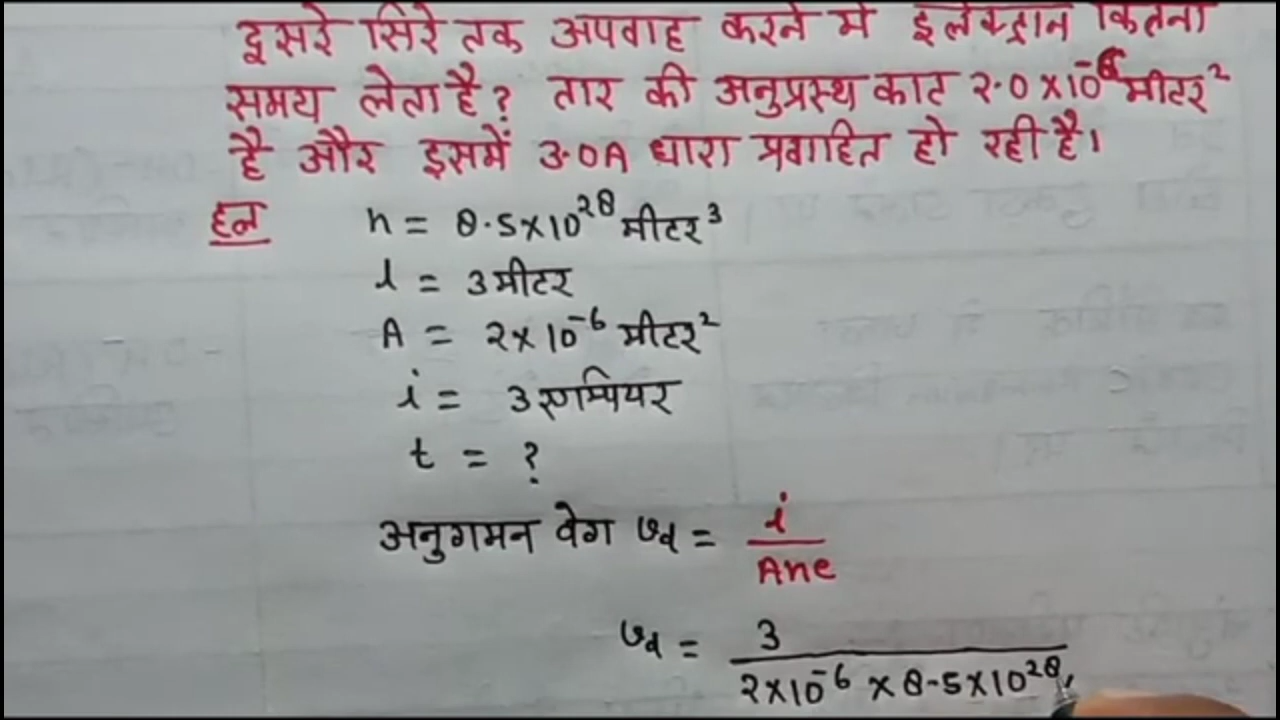 दूसरे सिरे तक अपवाह करने में इलेक्ट्रान कितना
समय लेता है? तार की अनुप्रस्थ काट 2.0×10⁻⁶ मीटर²
है और इसमें 3.0A धारा प्रवाहित हो रही है।
हल
n = 8.5×10²⁸ मीटर³
l = 3 मीटर
A = 2×10⁻⁶ मीटर²
i = 3 एम्पियर
t = ?
अनुगमन वेग vd = i/Ane
vd = 3/2×10⁻⁶ × 8.5×10²⁸